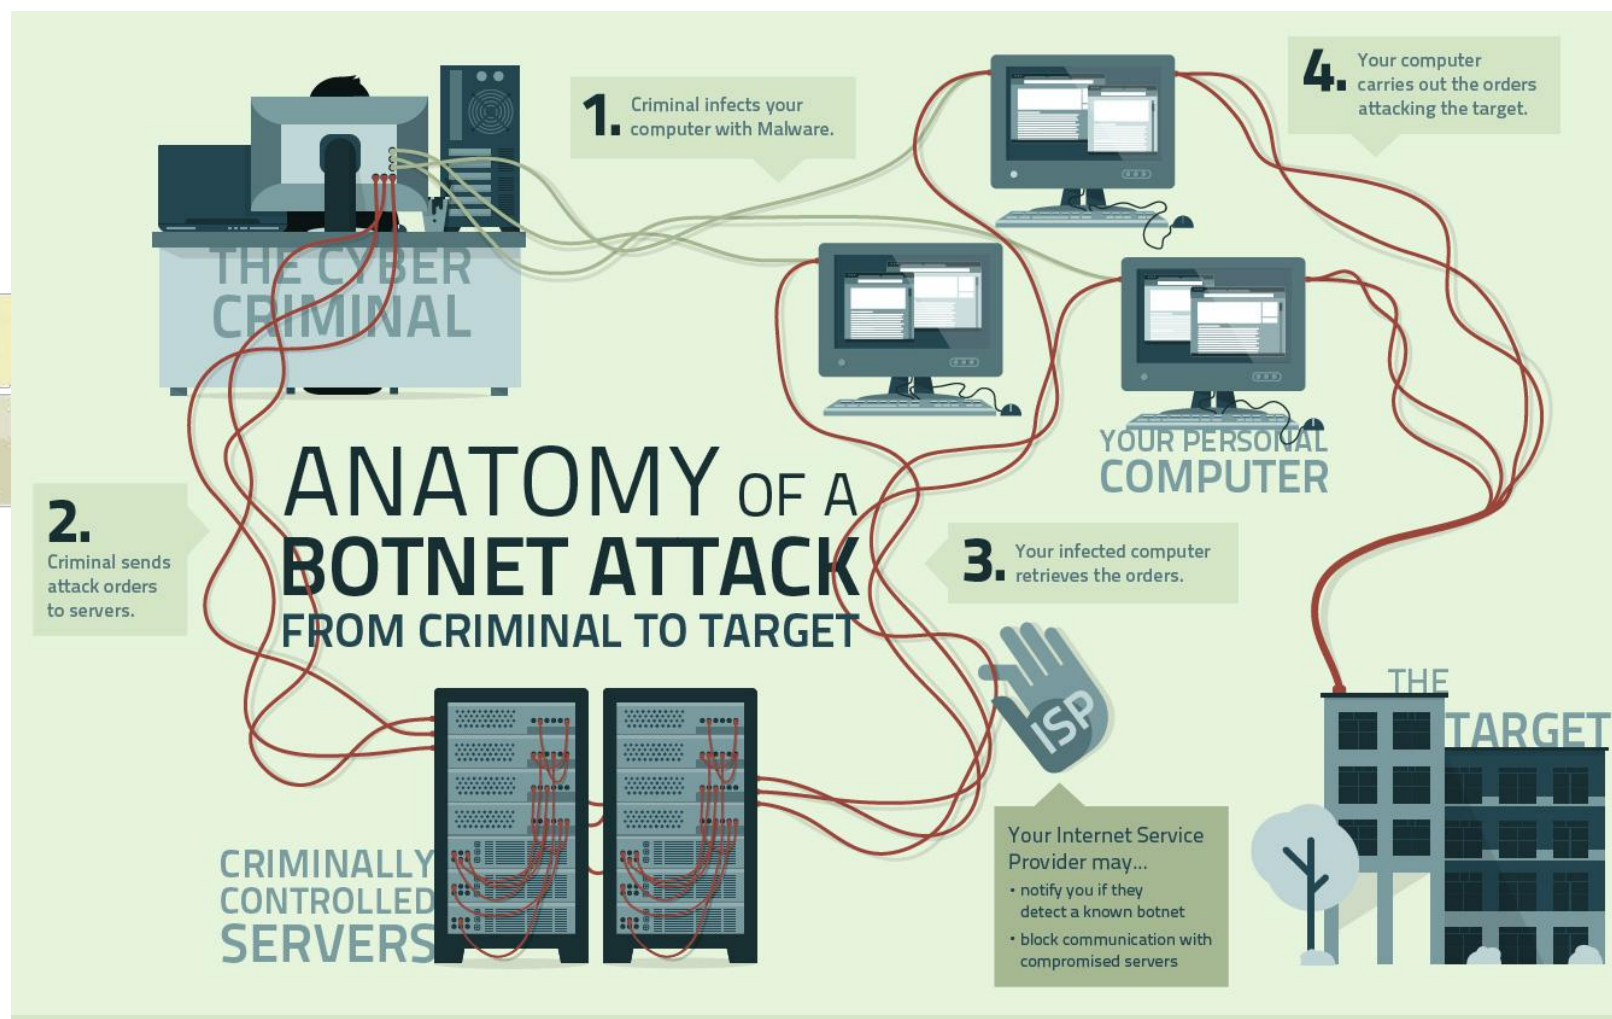 THE CYBER
CRIMINAL
1. Criminal infects your
computer with Malware.
4. Your computer
carries out the orders
attacking the target.
YOUR PERSONAL
COMPUTER
ANATOMY OF A
BOTNET ATTACK
FROM CRIMINAL TO TARGET
2.
Criminal sends
attack orders
to servers.
3. Your infected computer
retrieves the orders.
ISP
Your Internet Service
Provider may...
• notify you if they
detect a known botnet
• block communication with
compromised servers
CRIMINALLY
CONTROLLED
SERVERS
THE
TARGET